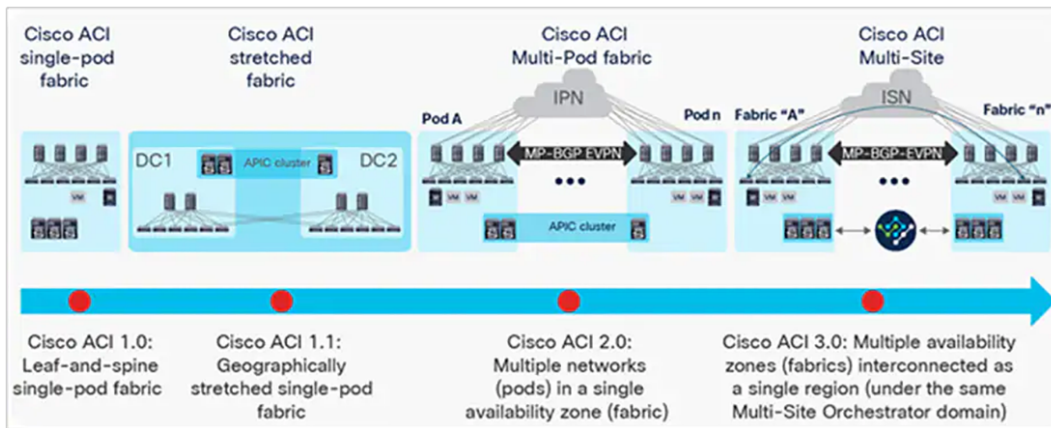 Cisco ACI
single-pod
fabric
Cisco ACI
stretched
fabric
Cisco ACI
Multi-Pod fabric
Cisco ACI
Multi-Site
IPN
ISN
Pod A
Pod n
Fabric “A”
Fabric “n”
DC1
APIC cluster
DC2
MP-BGP EVPN
MP-BGP-EVPN
VM
VM
VM
VM
VM
VM
VM
VM
VM
APIC cluster
Cisco ACI 1.0:
Leaf-and-spine
single-pod fabric
Cisco ACI 1.1:
Geographically
stretched single-pod
fabric
Cisco ACI 2.0:
Multiple networks
(pods) in a single
availability zone (fabric)
Cisco ACI 3.0: Multiple availability
zones (fabrics) interconnected as
a single region (under the same
Multi-Site Orchestrator domain)